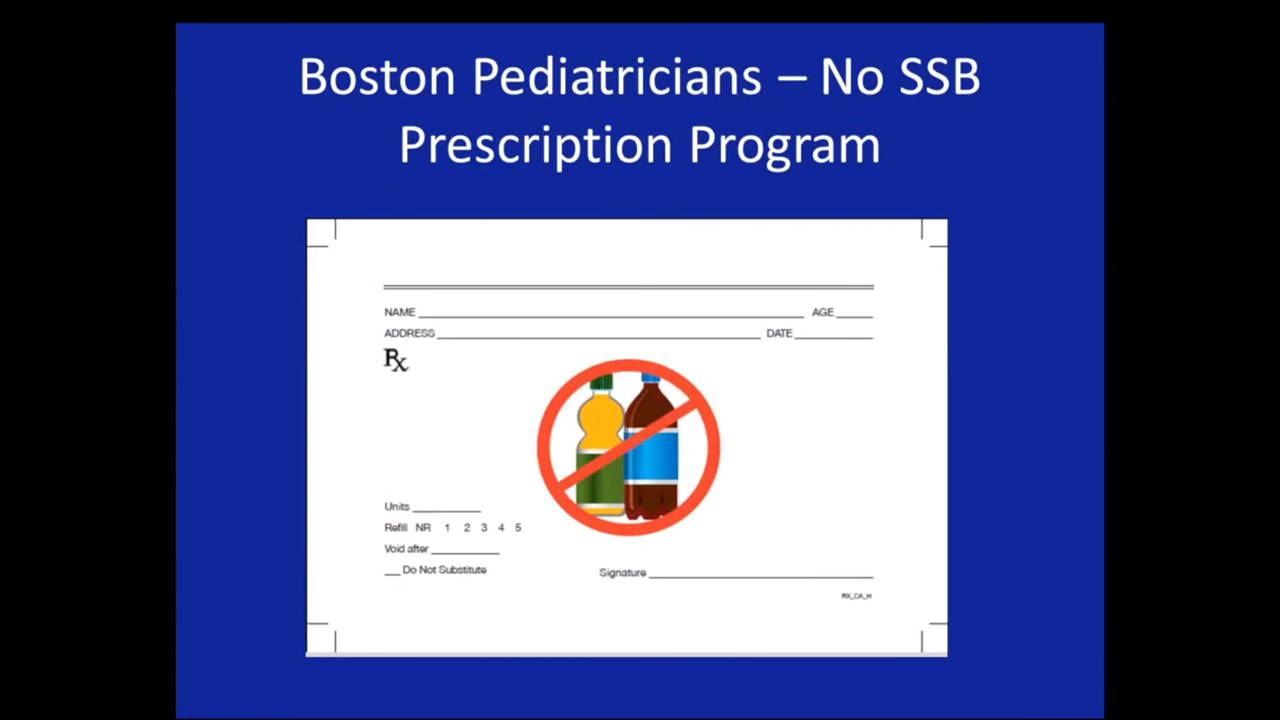 Boston Pediatricians – No SSB
Prescription Program
NAME AGE
ADDRESS DATE
Rx
Units
Refill NR 1 2 3 4 5
Void after
Do Not Substitute
Signature
RX_CA_H